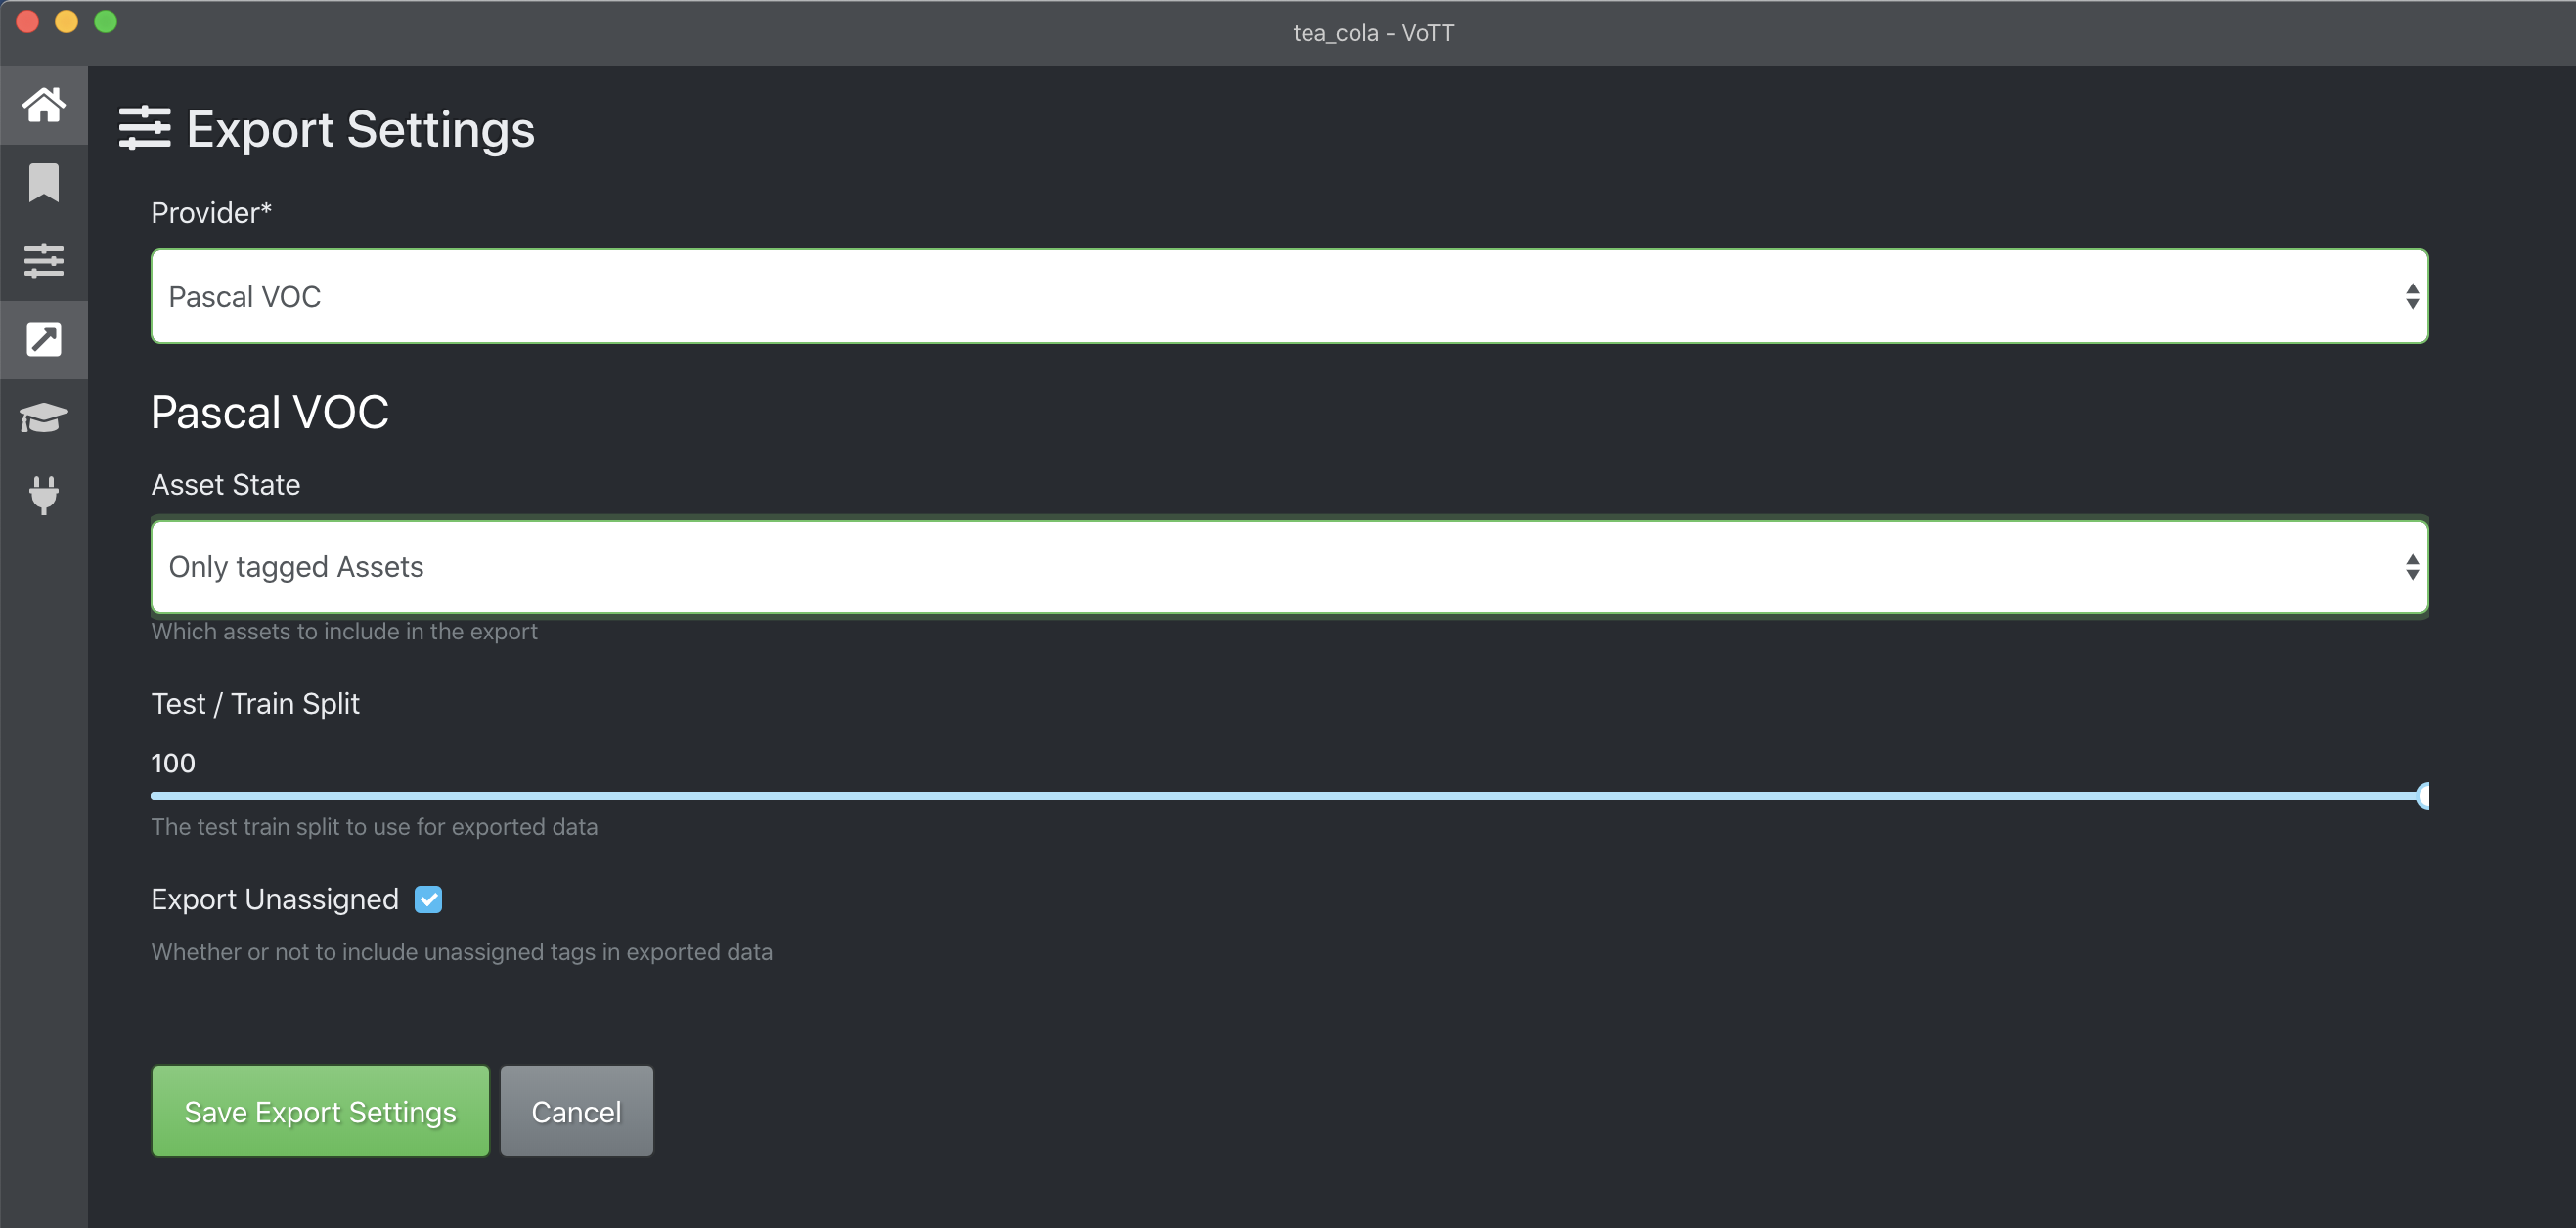 tea_cola - VoTT
Export Settings
Provider*
Pascal VOC
Pascal VOC
Asset State
Only tagged Assets
Which assets to include in the export
Test / Train Split
100
The test train split to use for exported data
Export Unassigned
Whether or not to include unassigned tags in exported data
Save Export Settings
Cancel